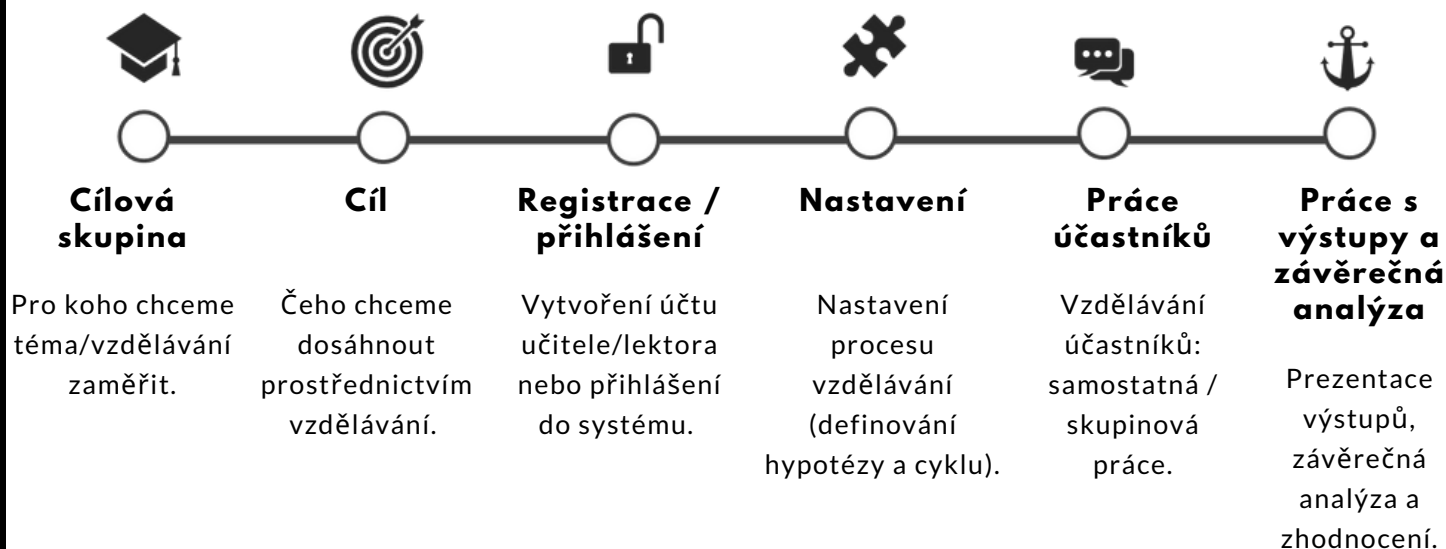 Cílová
skupina
Pro koho chceme
téma/vzdělávání
zaměřit.
Cíl
Čeho chceme
dosáhnout
prostřednictvím
vzdělávání.
Registrace /
přihlášení
Vytvoření účtu
učitele/lektora
nebo přihlášení
do systému.
Nastavení
Nastavení
procesu
vzdělávání
(definování
hypotézy a cyklu).
Práce
účastníků
Vzdělávání
účastníků:
samostatná /
skupinová
práce.
Práce s
výstupy a
závěrečná
analýza
Prezentace
výstupů,
závěrečná
analýza a
zhodnocení.